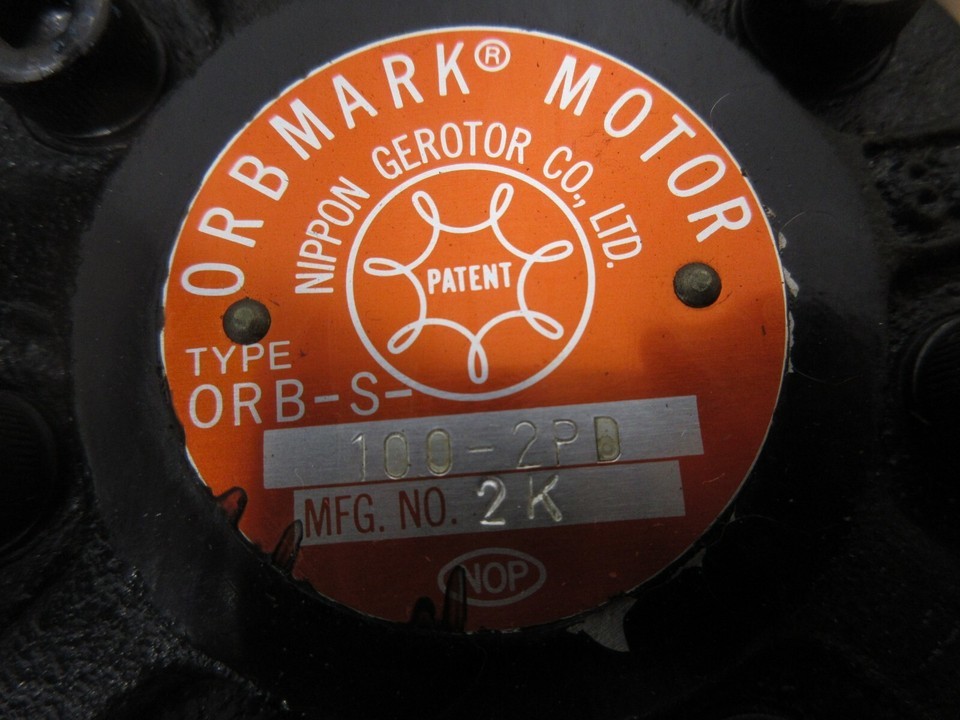 ORBMARK® MOTOR
NIPPON GEROTOR CO., LTD.
PATENT
TYPE
ORB-S-
100-2PD
MFG. NO. 2K
NOP